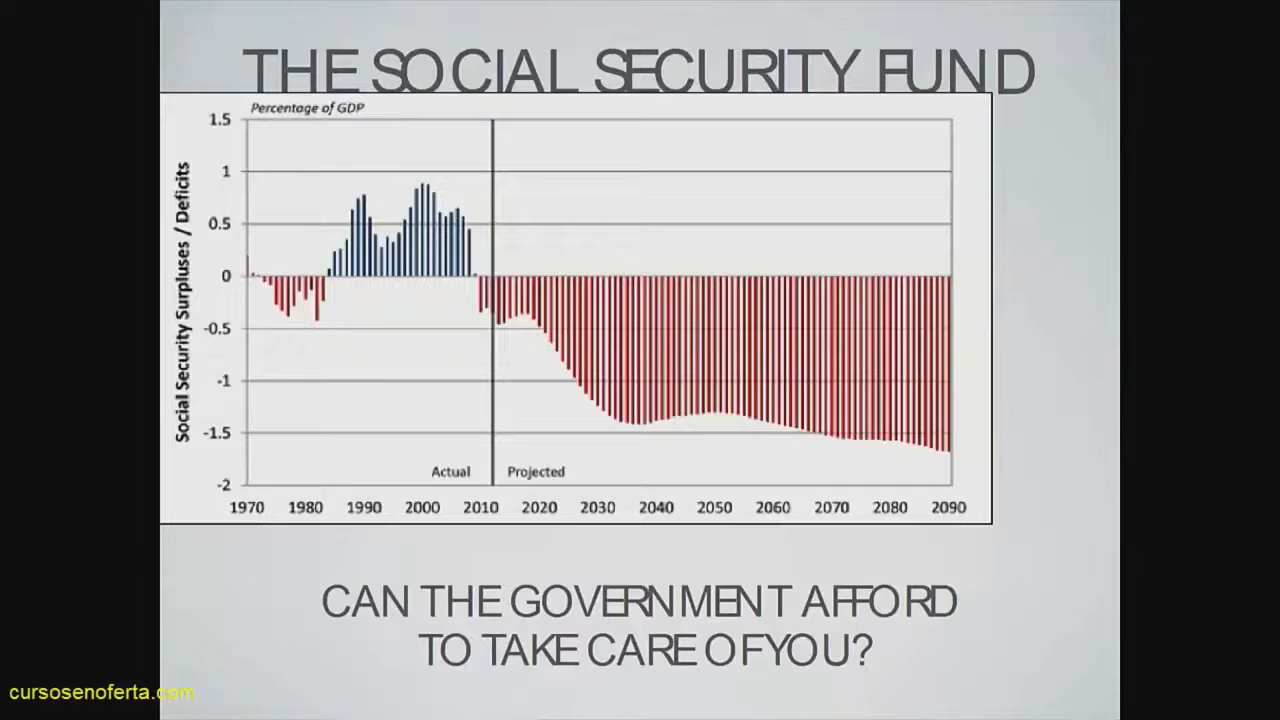 THE SOCIAL SECURITY FUND
Percentage of GDP
Social Security Surpluses / Deficits
1.5
1
0.5
0
-0.5
-1
-1.5
-2
Actual Projected
1970 1980 1990 2000 2010 2020 2030 2040 2050 2060 2070 2080 2090
CAN THE GOVERNMENT AFFORD
TO TAKE CARE OF YOU?
cursosenoferta.com